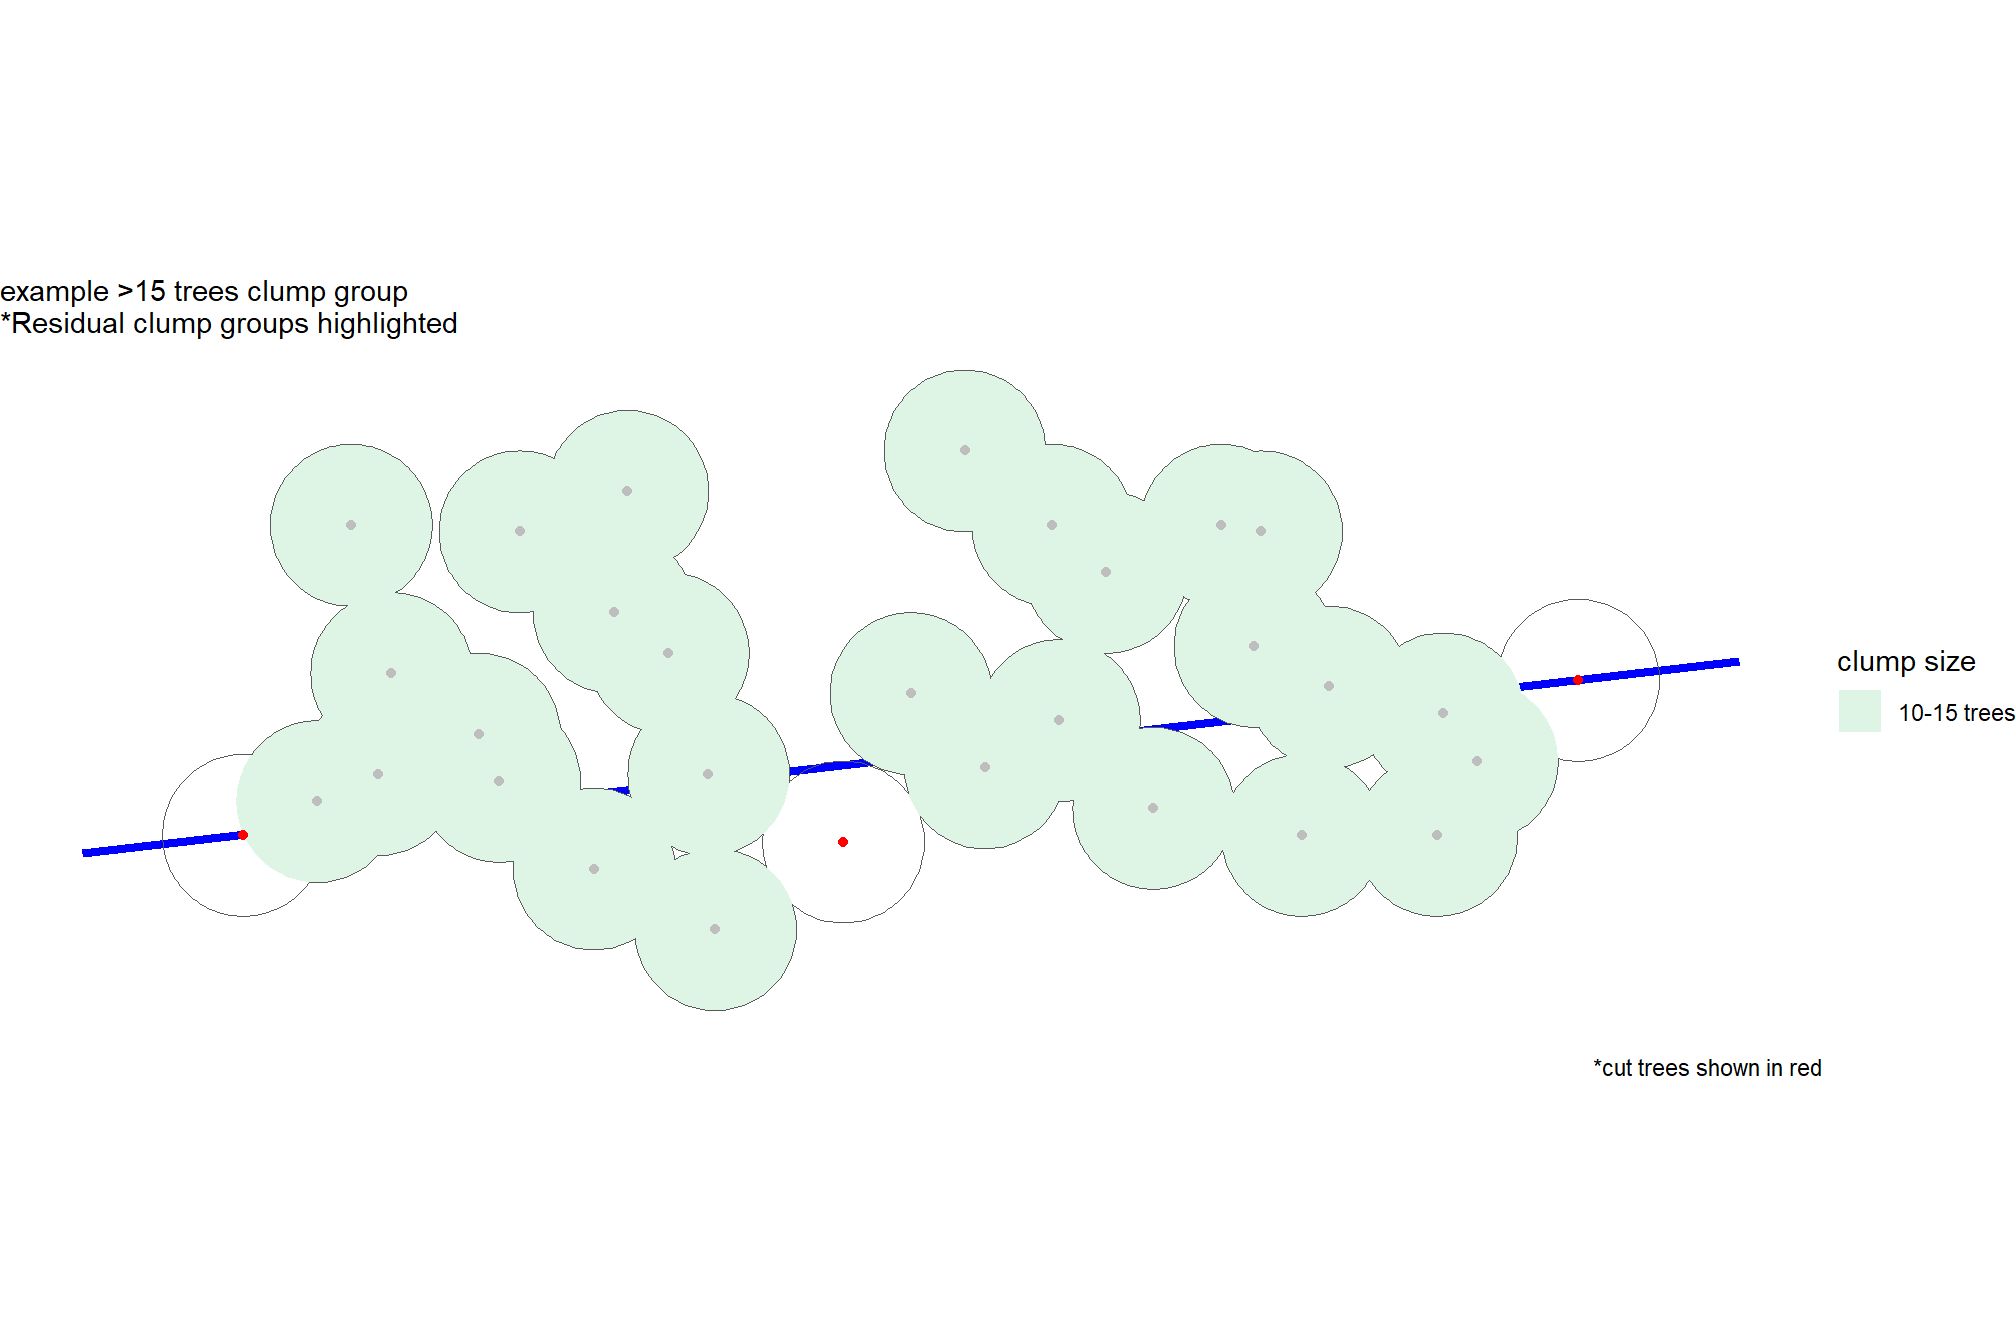 example >15 trees clump group
*Residual clump groups highlighted
clump size
10-15 trees
*cut trees shown in red